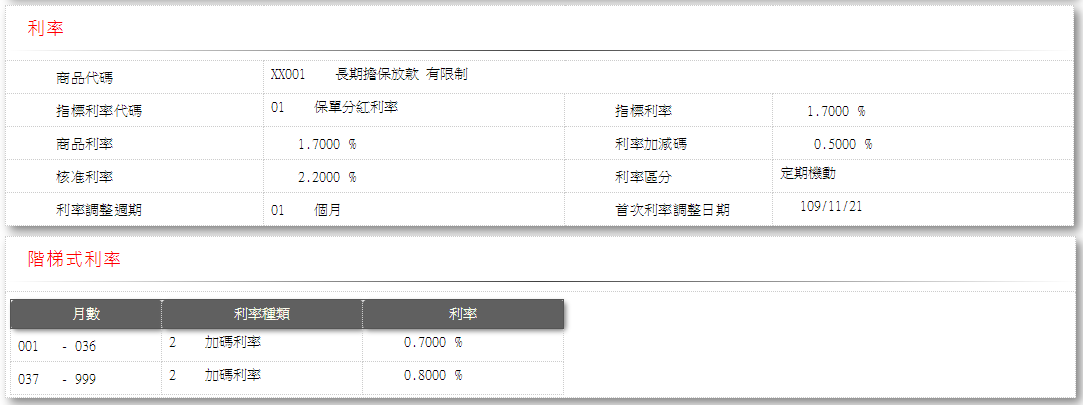 利率
商品代碼 XX001 長期擔保放款 有限制
指標利率代碼 01 保單分紅利率 指標利率 1.7000 %
商品利率 1.7000 % 利率加減碼 0.5000 %
核准利率 2.2000 % 利率區分 定期機動
利率調整週期 01 個月 首次利率調整日期 109/11/21
階梯式利率
月數 利率種類 利率
001 - 036 2 加碼利率 0.7000 %
037 - 999 2 加碼利率 0.8000 %